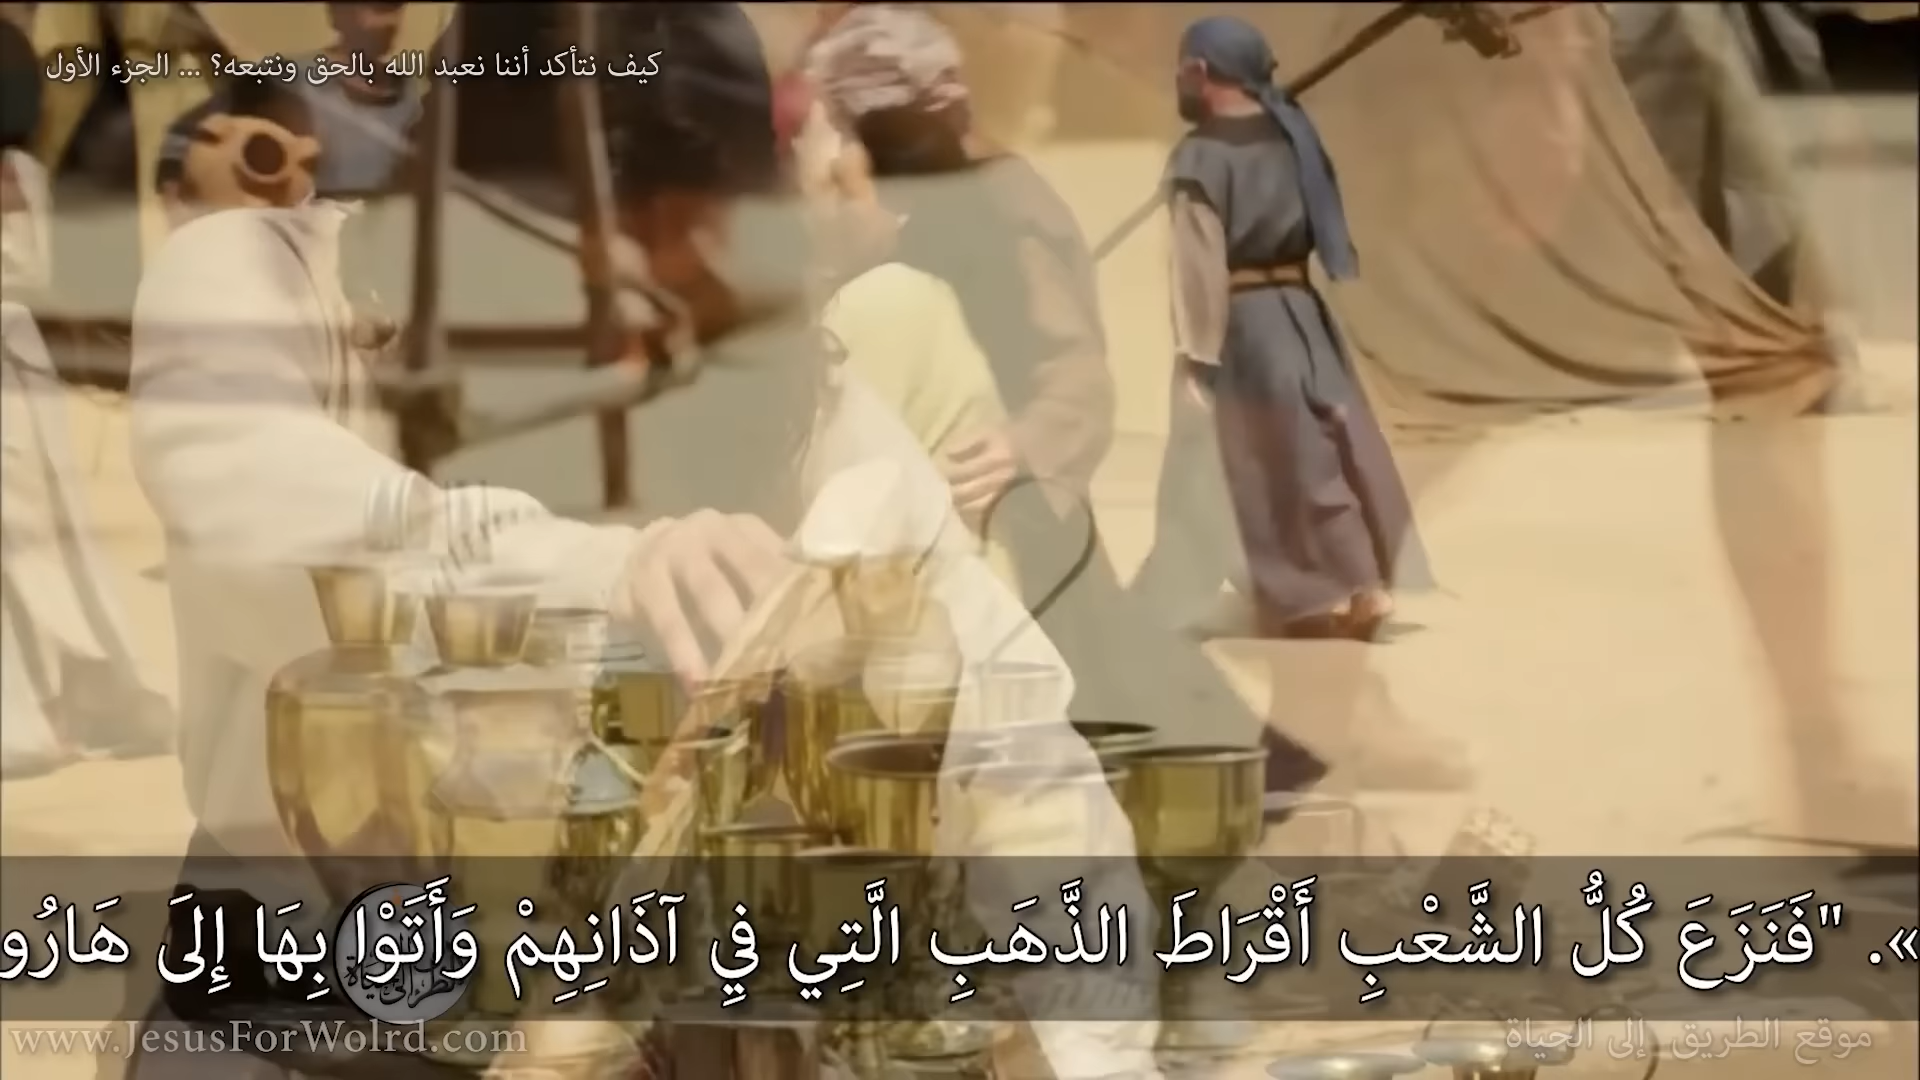 كيف نتأكد أننا نعبد الله بالحق ونتبعه؟ ... الجزء الأول
». "فَنَزَعَ كُلُّ الشَّعْبِ أَقْرَاطَ الذَّهَبِ الَّتِي فِي آذَانِهِمْ وَأَتَوْا بِهَا إِلىَ هَارُو
www.JesusForWolrd.com
موقع الطريق إلى الحياة